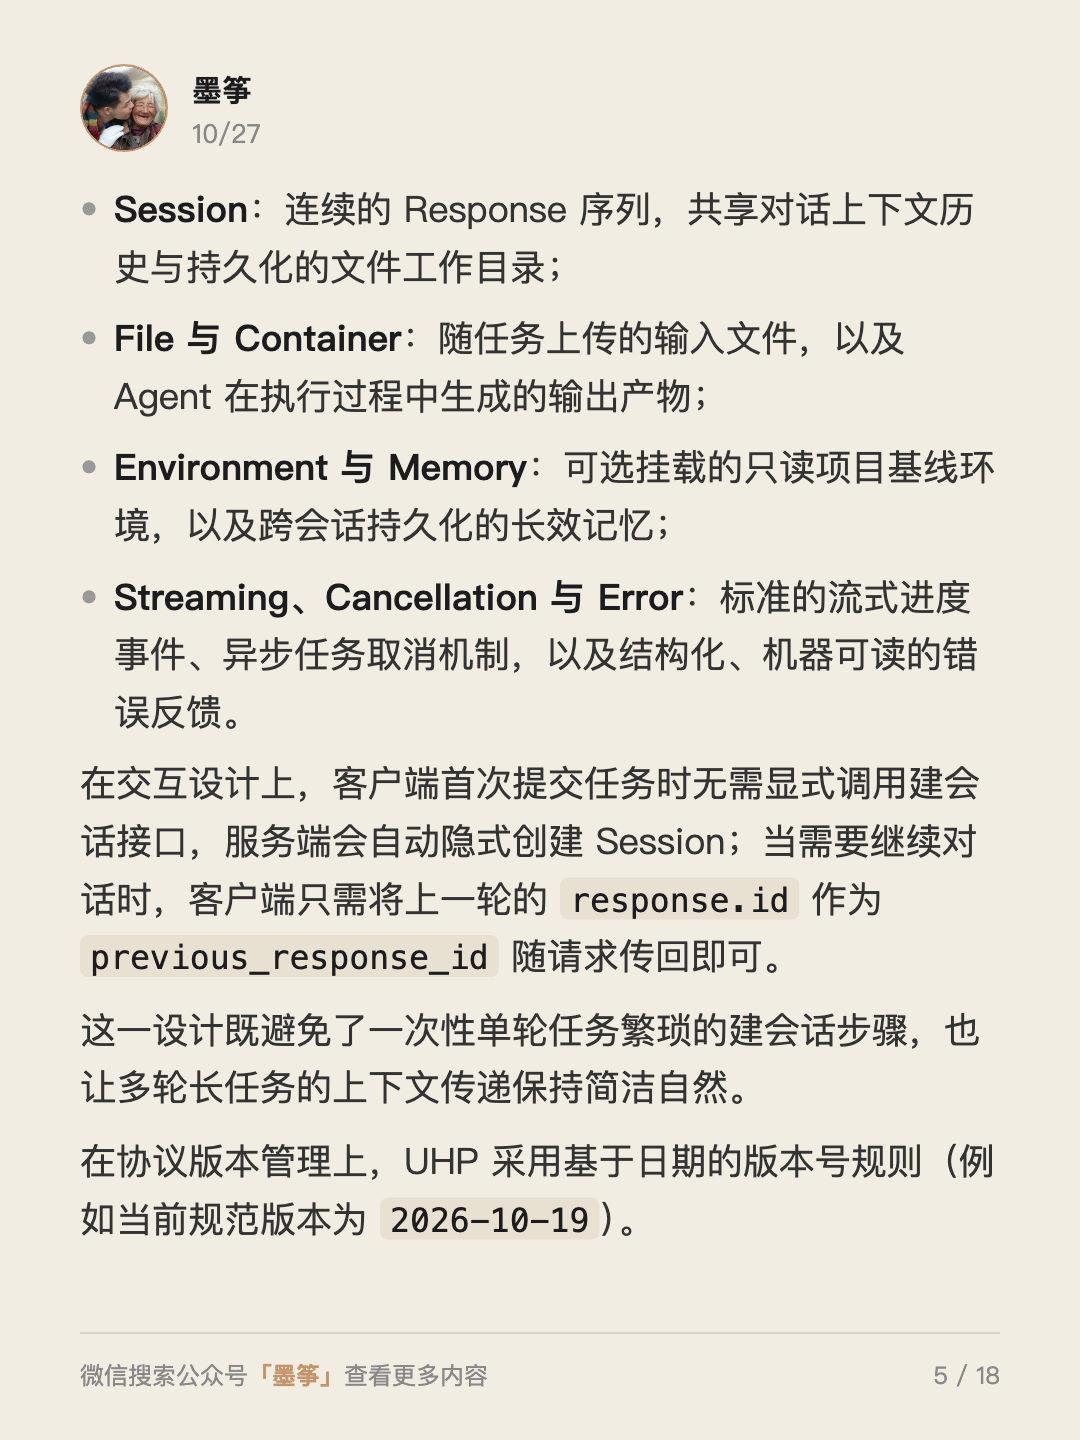 墨筝
10/27
• Session：连续的 Response 序列，共享对话上下文历
史与持久化的文件工作目录；
• File 与 Container：随任务上传的输入文件，以及
Agent 在执行过程中生成的输出产物；
• Environment 与 Memory：可选挂载的只读项目基线环
境，以及跨会话持久化的长效记忆；
• Streaming、Cancellation 与 Error：标准的流式进度
事件、异步任务取消机制，以及结构化、机器可读的错
误反馈。
在交互设计上，客户端首次提交任务时无需显式调用建会
话接口，服务端会自动隐式创建 Session；当需要继续对
话时，客户端只需将上一轮的 response.id 作为
previous_response_id 随请求传回即可。
这一设计既避免了一次性单轮任务繁琐的建会话步骤，也
让多轮长任务的上下文传递保持简洁自然。
在协议版本管理上，UHP 采用基于日期的版本号规则（例
如当前规范版本为 2026-10-19）。
微信搜索公众号「墨筝」查看更多内容
5 / 18